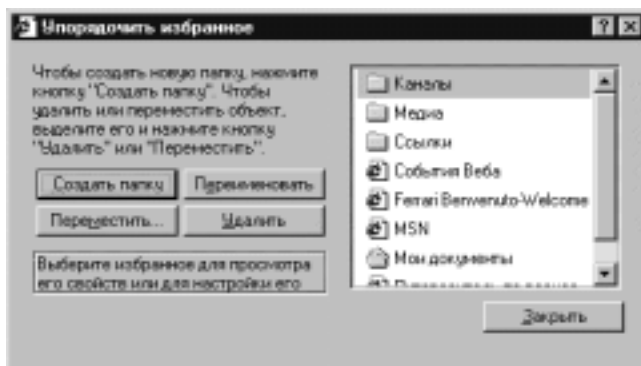 Упорядочить избранное
Чтобы создать новую папку, нажмите
кнопку "Создать папку". Чтобы
удалить или переместить объект,
выделите его и нажмите кнопку
"Удалить" или "Переместить".
Создать папку
Переименовать
Переместить...
Удалить
Выберите избранное для просмотра
его свойств или для настройки его
Каналы
Медиа
Ссылки
События Веба
Ferrari Benvenuto-Welcome
MSN
Мои документы
Закрыть